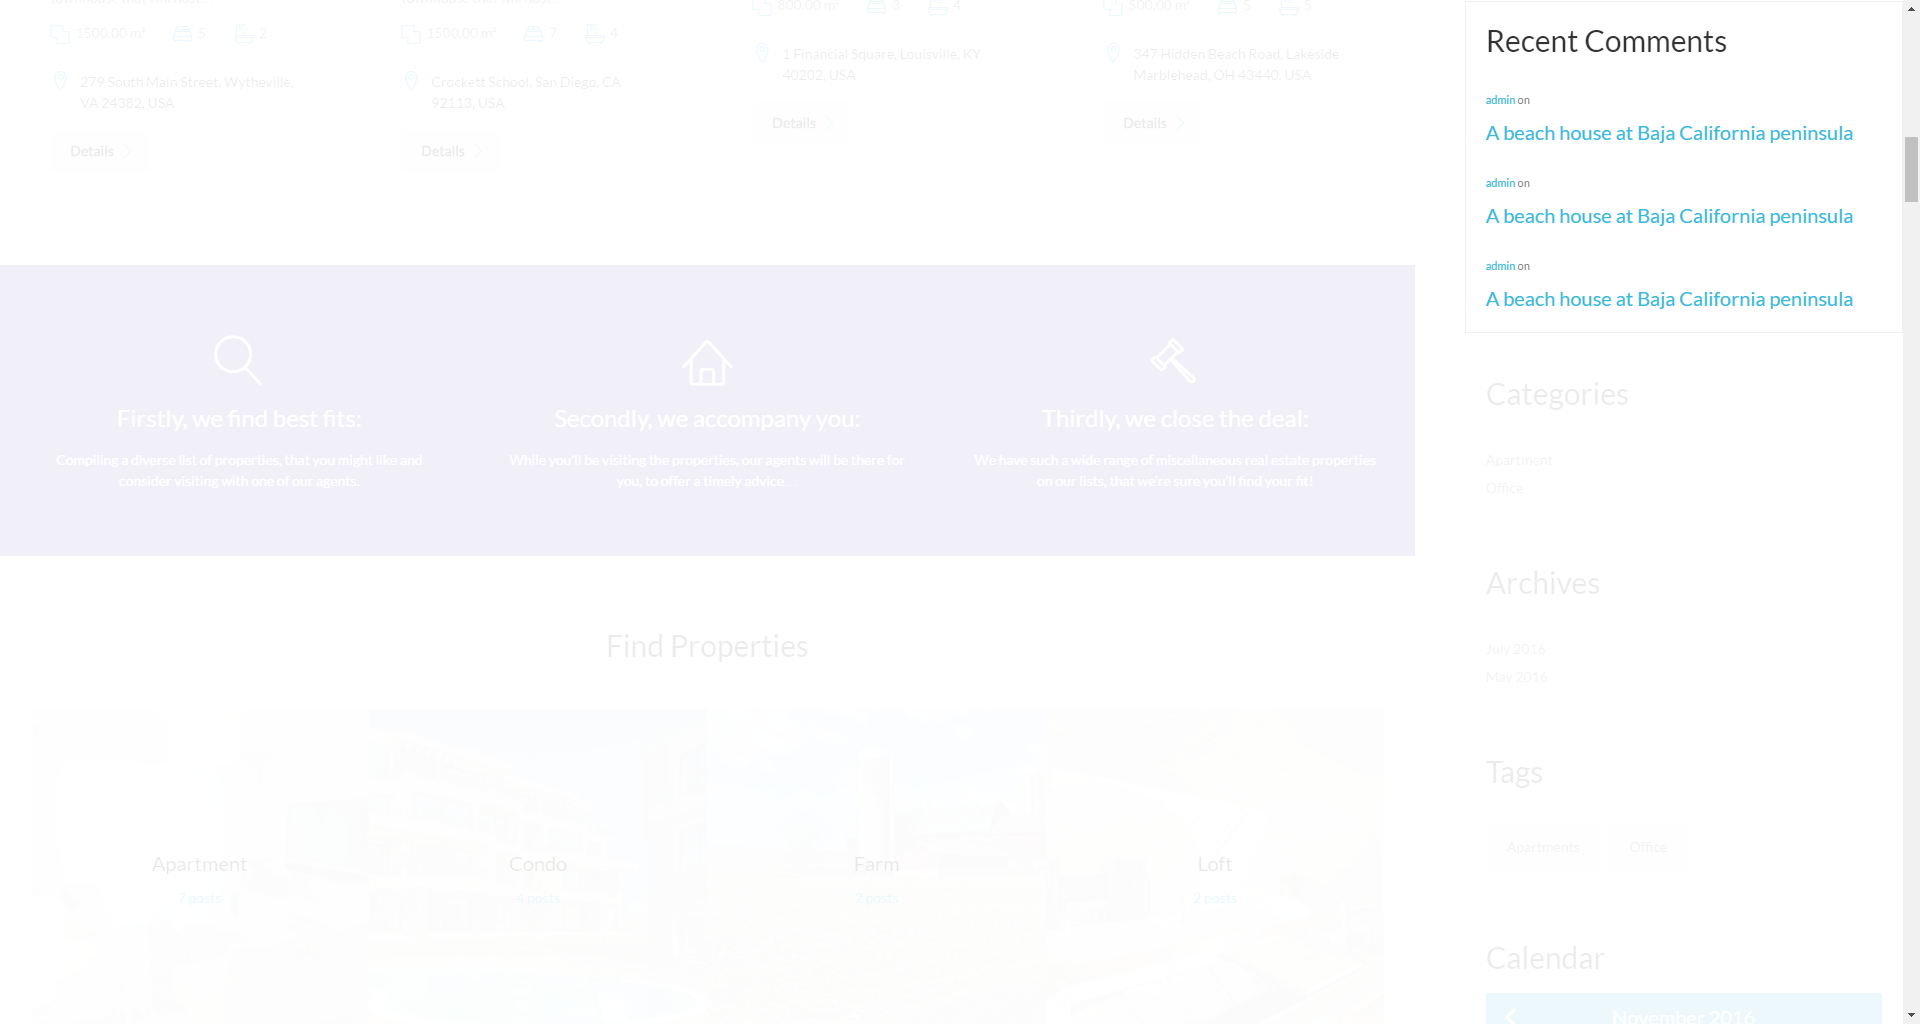 1500.00 m² 5 2
279 South Main Street, Wytheville,
VA 24382, USA
Details
1500.00 m² 7 4
Crockett School, San Diego, CA
92113, USA
Details
800.00 m² 3 4
1 Financial Square, Louisville, KY
40202, USA
Details
500.00 m² 5 5
347 Hidden Beach Road, Lakeside
Marblehead, OH 43440, USA
Details
Firstly, we find best fits:
Compiling a diverse list of properties, that you might like and
consider visiting with one of our agents.
Secondly, we accompany you:
While you'll be visiting the properties, our agents will be there for
you, to offer a timely advice...
Thirdly, we close the deal:
We have such a wide range of miscellaneous real estate properties
on our lists, that we're sure you'll find your fit!
Find Properties
Apartment
7 posts
Condo
4 posts
Farm
2 posts
Loft
2 posts
Recent Comments
admin on
A beach house at Baja California peninsula
admin on
A beach house at Baja California peninsula
admin on
A beach house at Baja California peninsula
Categories
Apartment
Office
Archives
July 2016
May 2016
Tags
Apartments Office
Calendar
November 2016